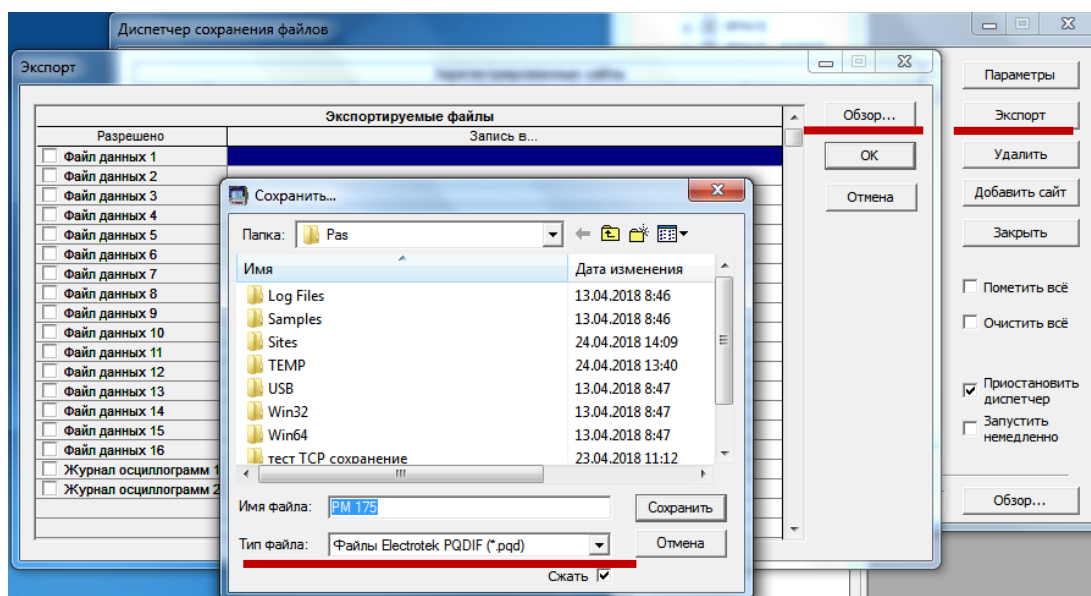 Диспетчер сохранения файлов
Экспорт
Зарегистрированные сайты
Параметры
Экспорт
Удалить
Добавить сайт
Закрыть
Пометить всё
Очистить всё
Приостановить
диспетчер
Запустить
немедленно
Обзор...
Обзор...
OK
Отмена
Экспортируемые файлы
Разрешено Запись в...
Файл данных 1
Файл данных 2
Файл данных 3
Файл данных 4
Файл данных 5
Файл данных 6
Файл данных 7
Файл данных 8
Файл данных 9
Файл данных 10
Файл данных 11
Файл данных 12
Файл данных 13
Файл данных 14
Файл данных 15
Файл данных 16
Журнал осциллограмм 1
Журнал осциллограмм 2
Сохранить...
Папка: Pas
Имя Дата изменения
Log Files 13.04.2018 8:46
Samples 13.04.2018 8:46
Sites 24.04.2018 14:09
TEMP 24.04.2018 13:40
USB 13.04.2018 8:47
Win32 13.04.2018 8:47
Win64 13.04.2018 8:47
тест TCP сохранение 23.04.2018 11:12
Имя файла: PM 175 Сохранить
Тип файла: Файлы Electrotek PQDIF (*.pqd) Отмена
Сжать